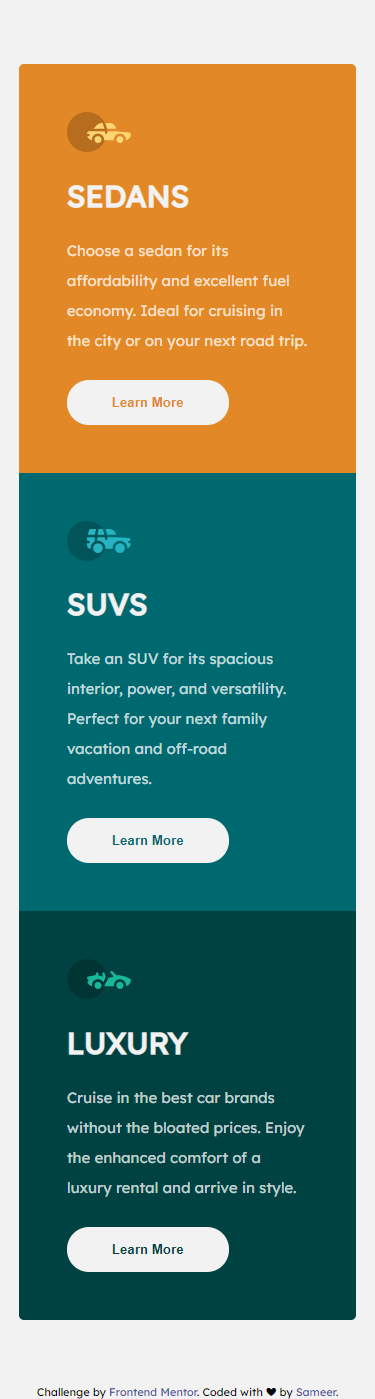 SEDANS
Choose a sedan for its
affordability and excellent fuel
economy. Ideal for cruising in
the city or on your next road trip.
Learn More
SUVS
Take an SUV for its spacious
interior, power, and versatility.
Perfect for your next family
vacation and off-road
adventures.
Learn More
LUXURY
Cruise in the best car brands
without the bloated prices. Enjoy
the enhanced comfort of a
luxury rental and arrive in style.
Learn More
Challenge by Frontend Mentor. Coded with ❤ by Sameer.